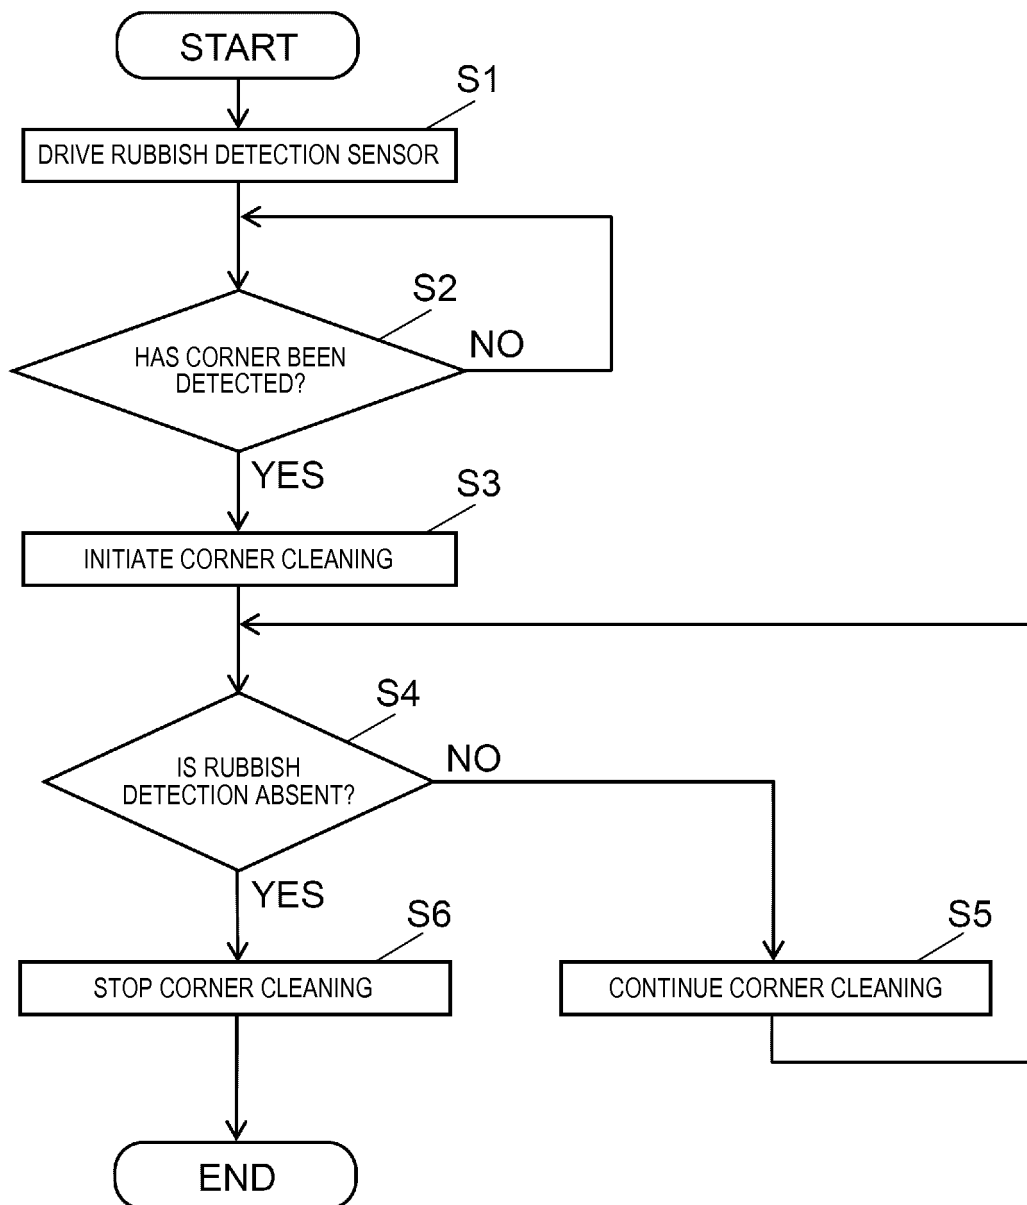 START
S1
DRIVE RUBBISH DETECTION SENSOR
S2
HAS CORNER BEEN
DETECTED?
NO
YES
S3
INITIATE CORNER CLEANING
S4
IS RUBBISH
DETECTION ABSENT?
NO
YES
S6
STOP CORNER CLEANING
S5
CONTINUE CORNER CLEANING
END